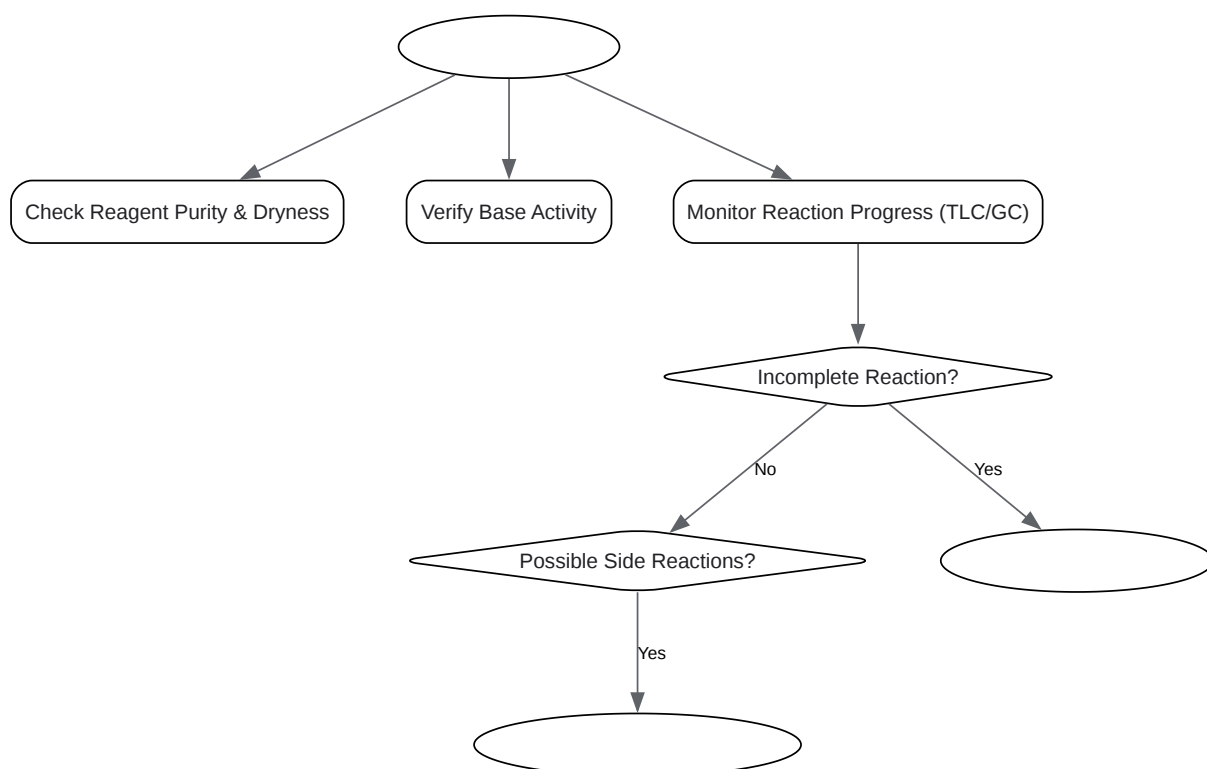 Check Reagent Purity & Dryness
Verify Base Activity
Monitor Reaction Progress (TLC/GC)
Incomplete Reaction?
No
Yes
Possible Side Reactions?
Yes